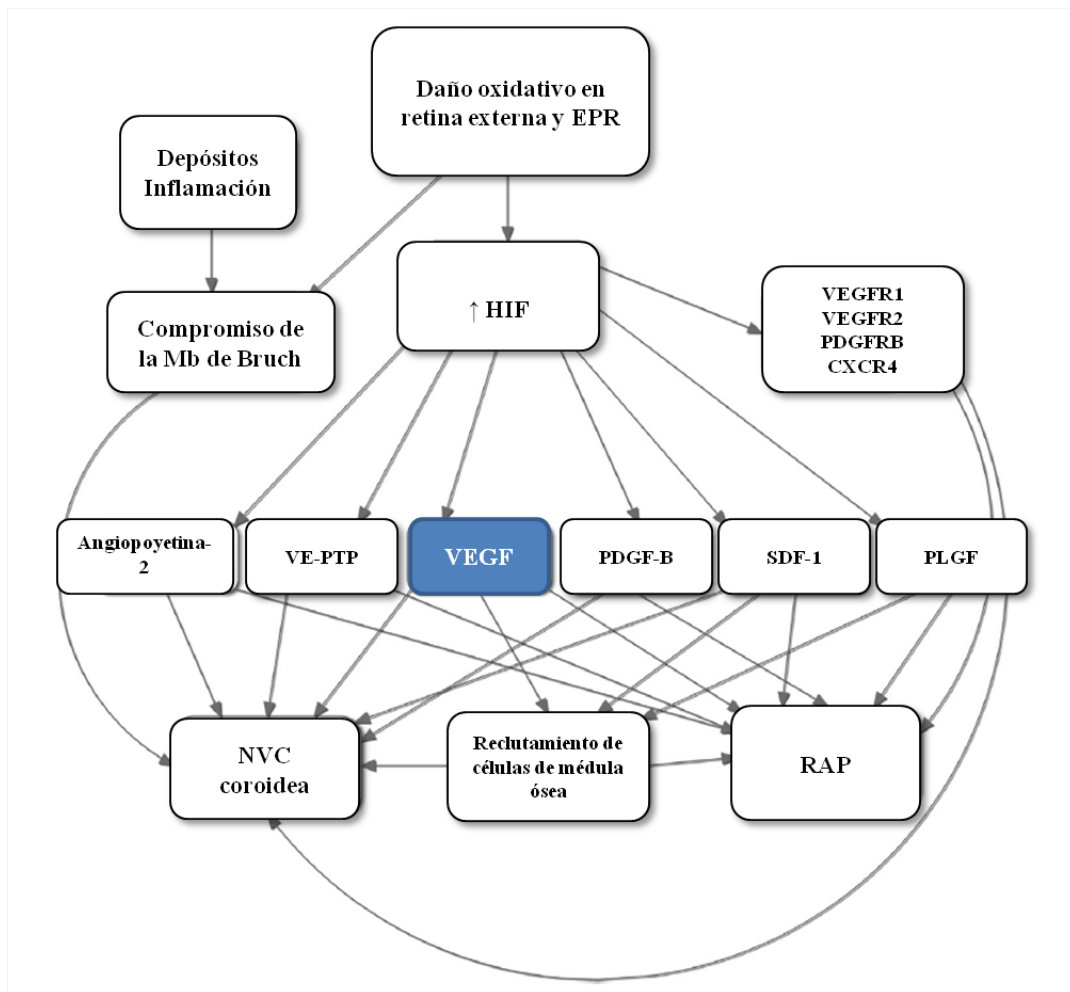 Daño oxidativo en
retina externa y EPR
Depósitos
Inflamación
↑ HIF
VEGFR1
VEGFR2
PDGFRB
CXCR4
Compromiso de
la Mb de Bruch
Angiopoyetina-
2
VE-PTP
VEGF
PDGF-B
SDF-1
PLGF
NVC
coroidea
Reclutamiento de
células de médula
ósea
RAP